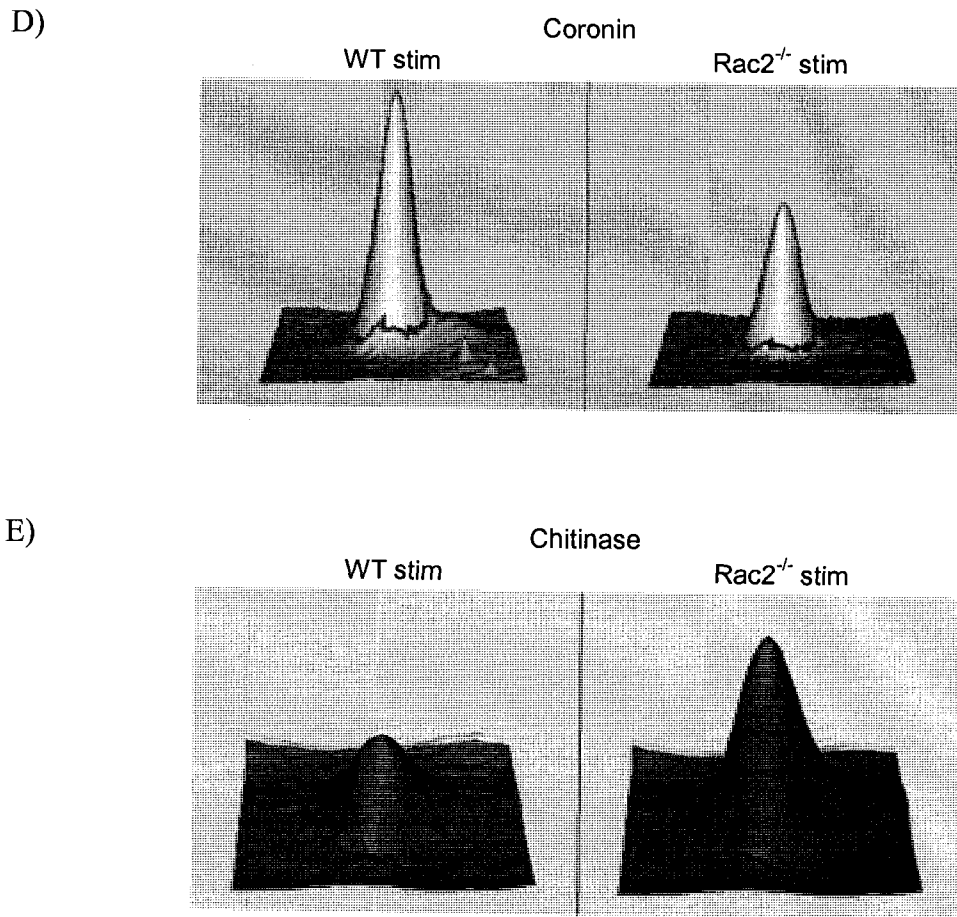 D)
Coronin
WT stim Rac2-/- stim
E)
Chitinase
WT stim Rac2-/- stim